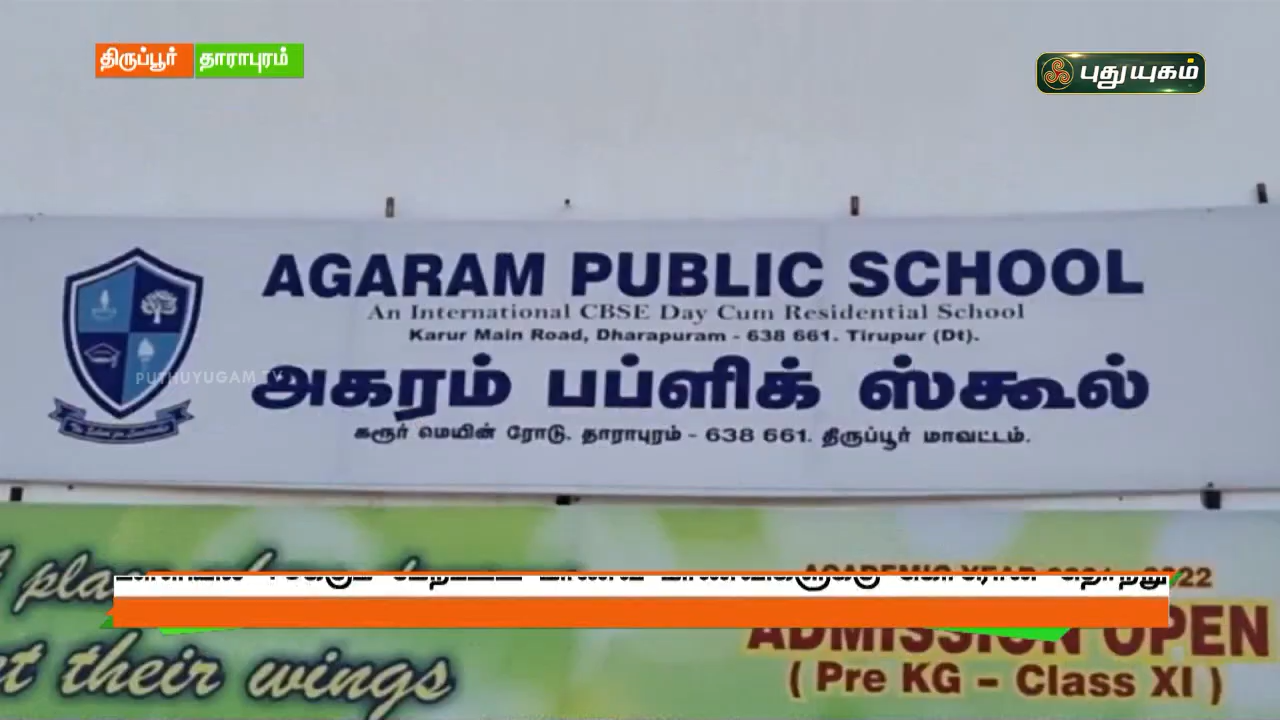 திருப்பூர் தாராபுரம்
புதுயுகம்
AGARAM PUBLIC SCHOOL
An International CBSE Day Cum Residential School
Karur Main Road, Dharapuram - 638 661. Tirupur (Dt).
PUTHUYUGAM TV
அகரம் பப்ளிக் ஸ்கூல்
கரூர் மெயின் ரோடு. தாராபுரம் - 638 661. திருப்பூர் மாவட்டம்.
their wings
ADMISSION OPEN
( Pre KG - Class XI )